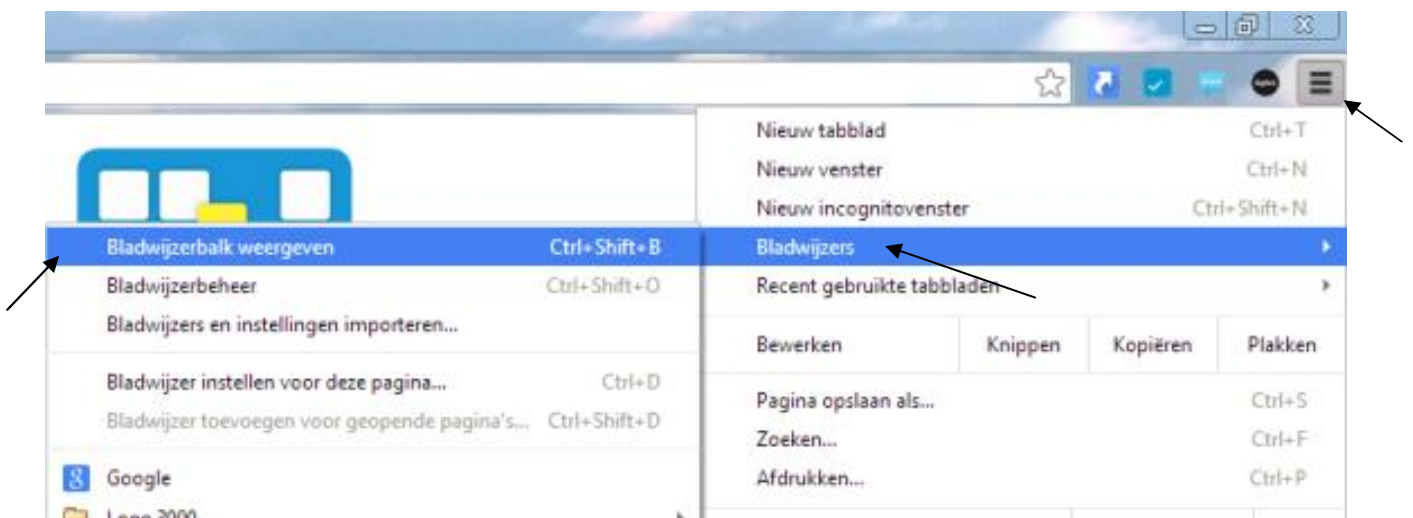 Nieuw tabblad Ctrl+T
Nieuw venster Ctrl+N
Nieuw incognitovenster Ctrl+Shift+N
Bladwijzers
Recent gebruikte tabbladen
Bewerken Knippen Kopiëren Plakken
Pagina opslaan als... Ctrl+S
Zoeken... Ctrl+F
Afdrukken... Ctrl+P
Bladwijzerbalk weergeven Ctrl+Shift+B
Bladwijzerbeheer Ctrl+Shift+O
Bladwijzers en instellingen importeren...
Bladwijzer instellen voor deze pagina... Ctrl+D
Bladwijzer toevoegen voor geopende pagina's... Ctrl+Shift+D
Google